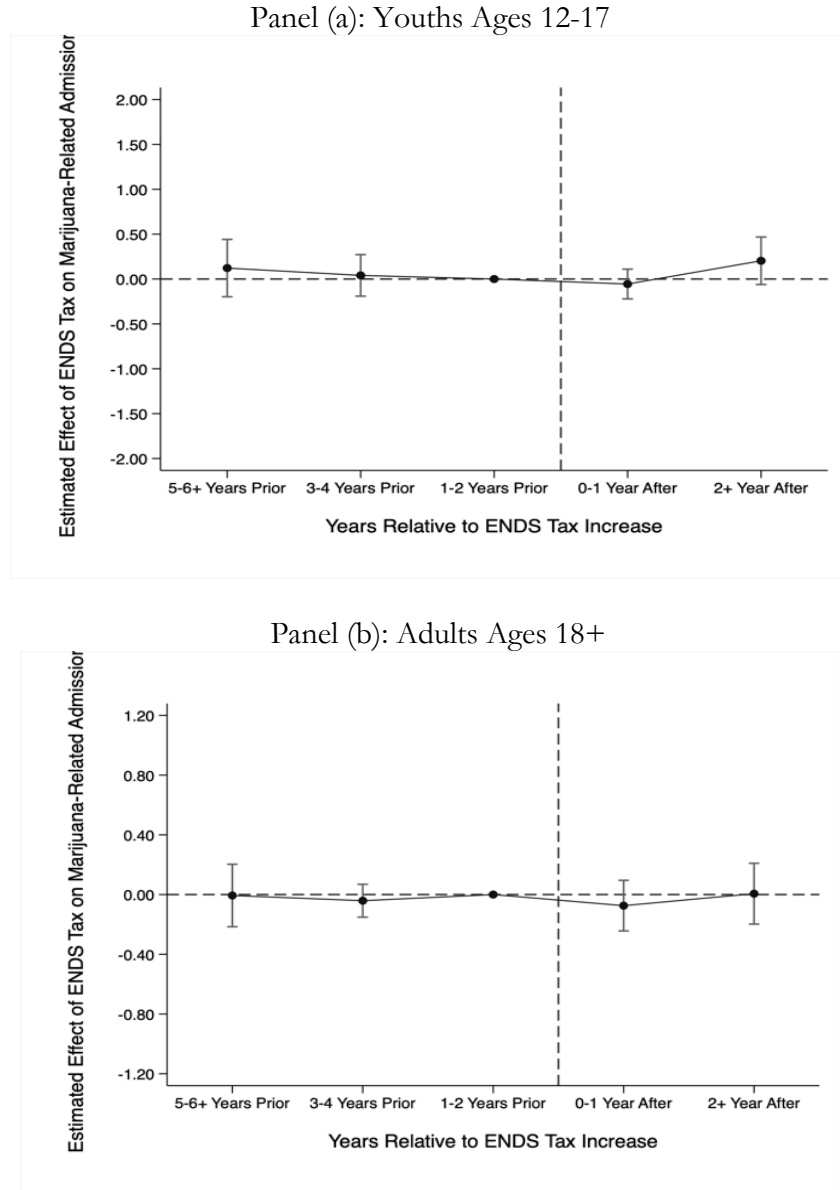 Panel (a): Youths Ages 12-17
Estimated Effect of ENDS Tax on Marijuana-Related Admission
2.00
1.50
1.00
0.50
0.00
-0.50
-1.00
-1.50
-2.00
5-6+ Years Prior 3-4 Years Prior 1-2 Years Prior 0-1 Year After 2+ Year After
Years Relative to ENDS Tax Increase
Panel (b): Adults Ages 18+
Estimated Effect of ENDS Tax on Marijuana-Related Admission
1.20
0.80
0.40
0.00
-0.40
-0.80
-1.20
5-6+ Years Prior 3-4 Years Prior 1-2 Years Prior 0-1 Year After 2+ Year After
Years Relative to ENDS Tax Increase